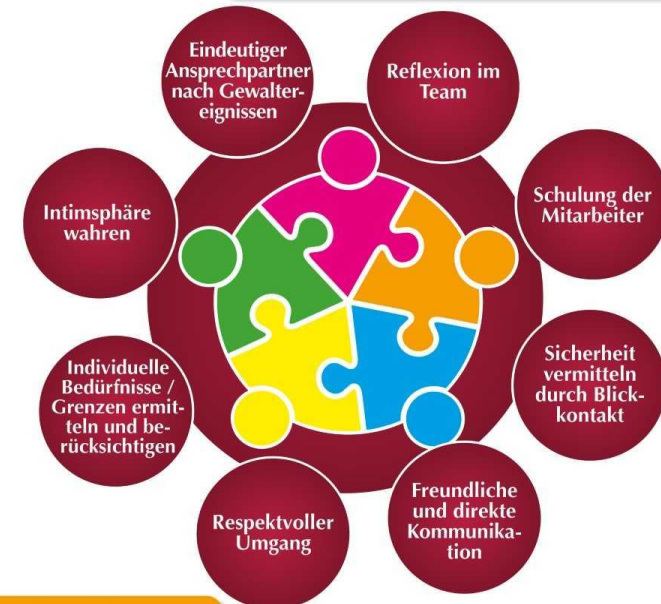 Eindeutiger
Ansprechpartner
nach Gewalter-
eignissen
Reflexion im
Team
Schulung der
Mitarbeiter
Sicherheit
vermitteln
durch Blick-
kontakt
Freundliche
und direkte
Kommunika-
tion
Respektvoller
Umgang
Individuelle
Bedürfnisse /
Grenzen ermit-
teln und be-
rücksichtigen
Intimsphäre
wahren